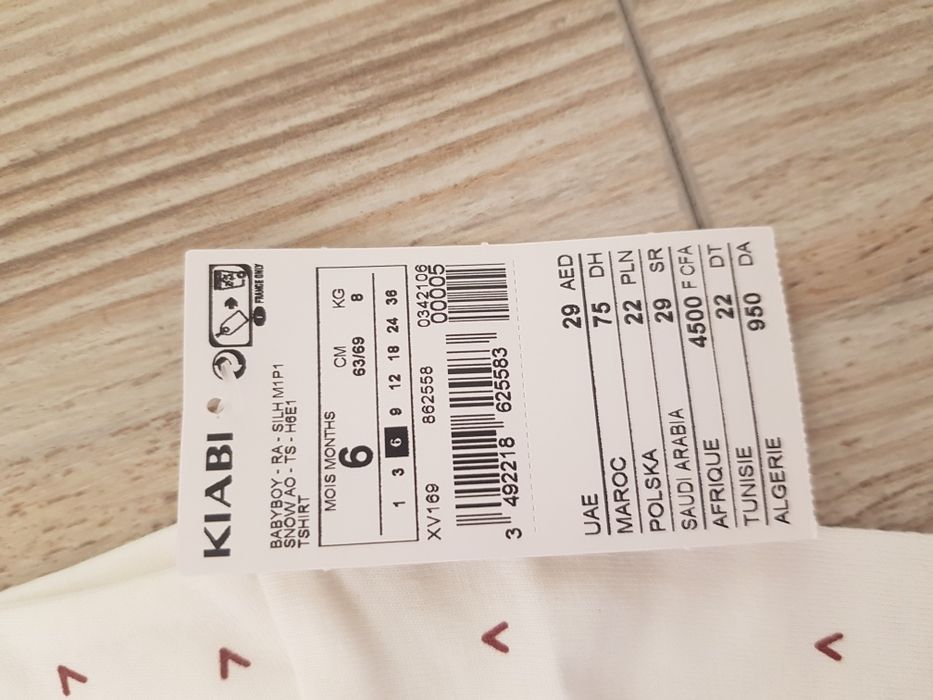 KIABI
FRANCE ONLY
BABYBOY - RA - SILH M1P1
SNOW AO - TS - H6E1
TSHIRT
MOIS MONTHS CM KG
6 63/69 8
1 3 6 9 12 18 24 36
XV169 862558 0342106
00005
3 492218 625583
UAE 29 AED
MAROC 75 DH
POLSKA 22 PLN
SAUDI ARABIA 29 SR
AFRIQUE 4500 F CFA
TUNISIE 22 DT
ALGERIE 950 DA